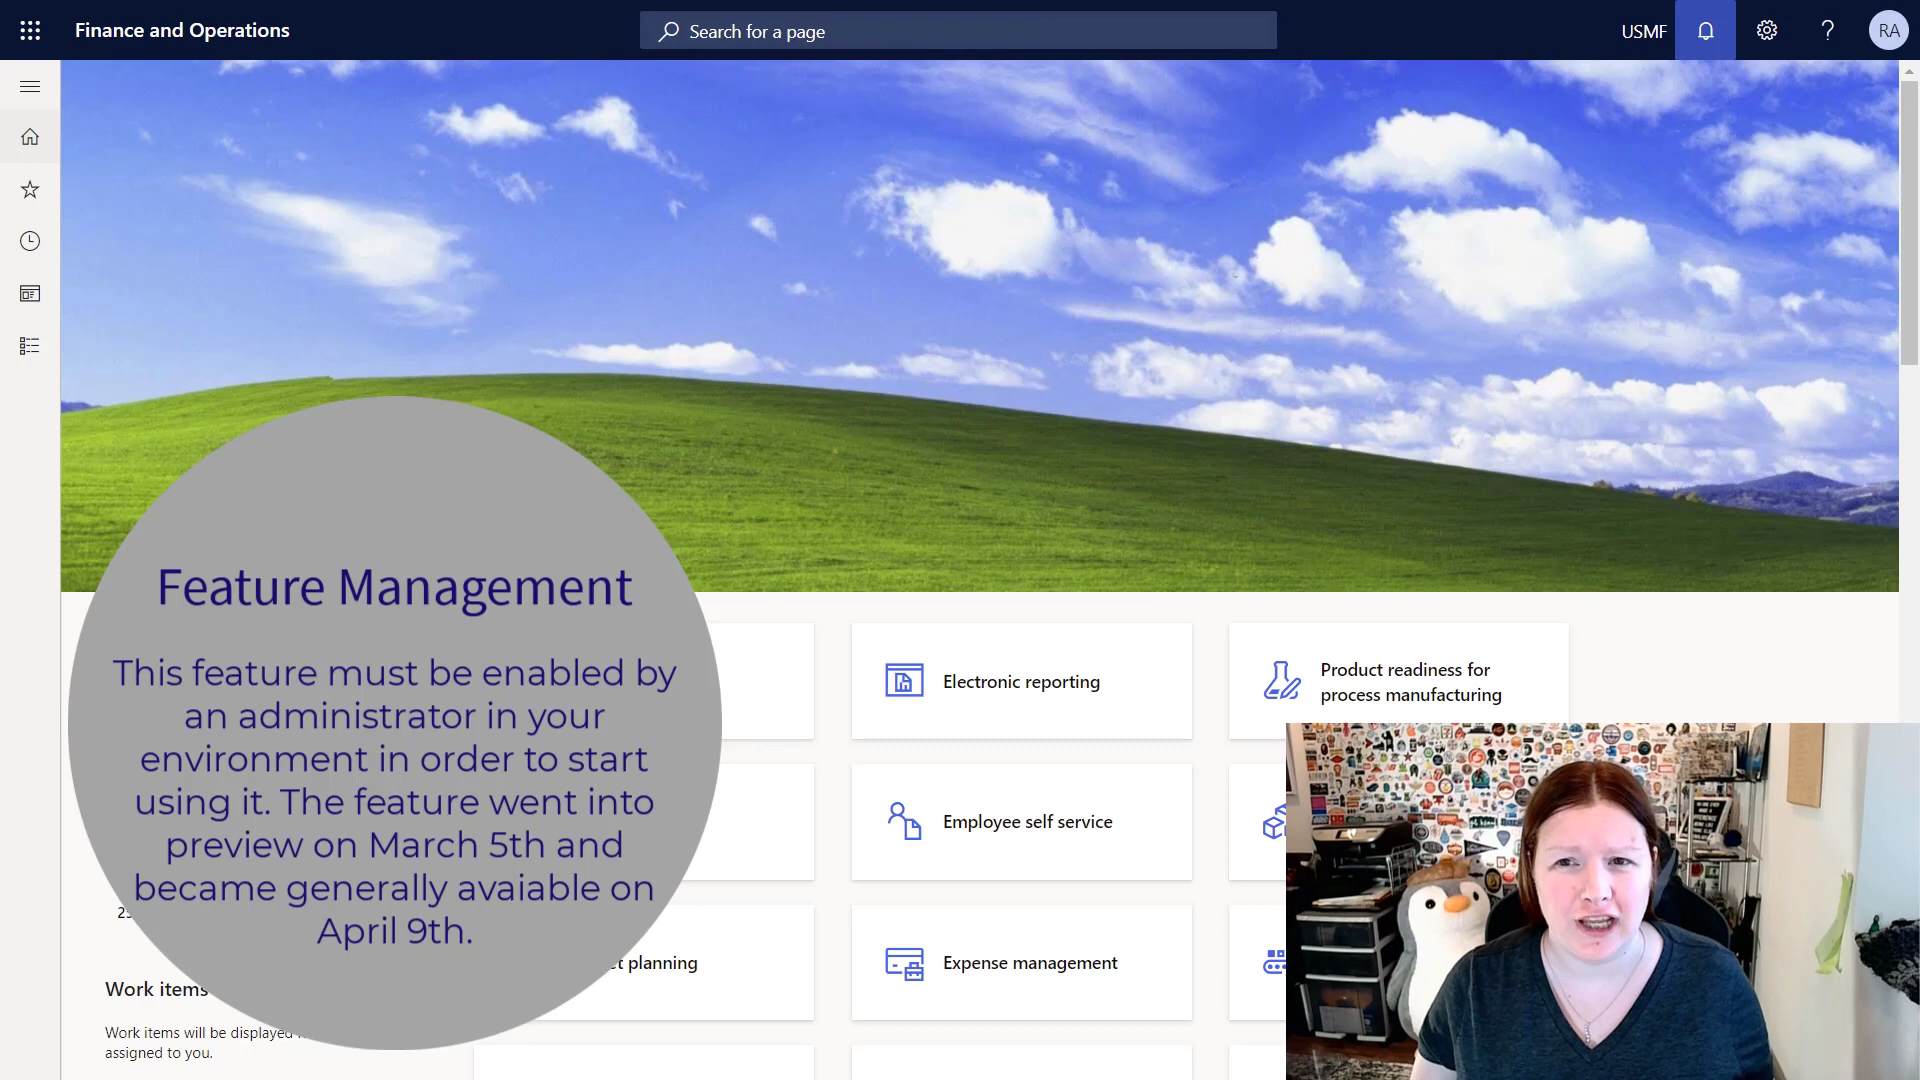 Finance and Operations
Search for a page
USMF
RA
Feature Management
This feature must be enabled by
an administrator in your
environment in order to start
using it. The feature went into
preview on March 5th and
became generally avaiable on
April 9th.
Electronic reporting
Product readiness for
process manufacturing
Employee self service
planning
Expense management
Work items
Work items will be displayed
assigned to you.